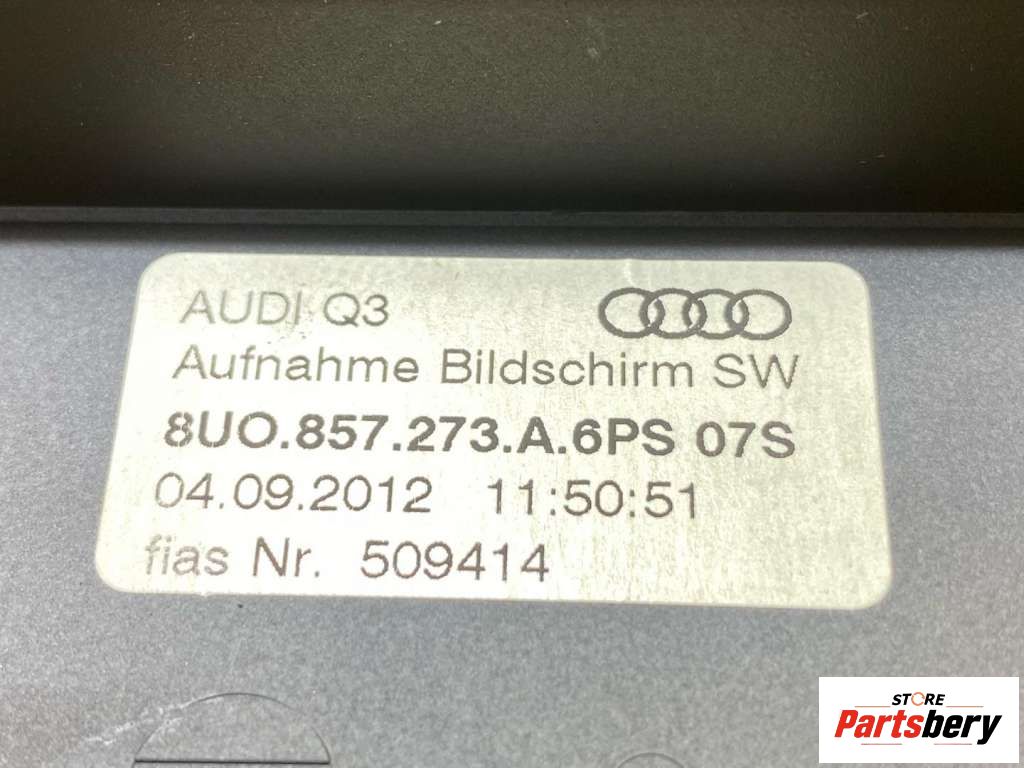 AUDI Q3
Aufnahme Bildschirm SW
8UO.857.273.A.6PS 07S
04.09.2012 11:50:51
fias Nr. 509414
STORE
Partsbery